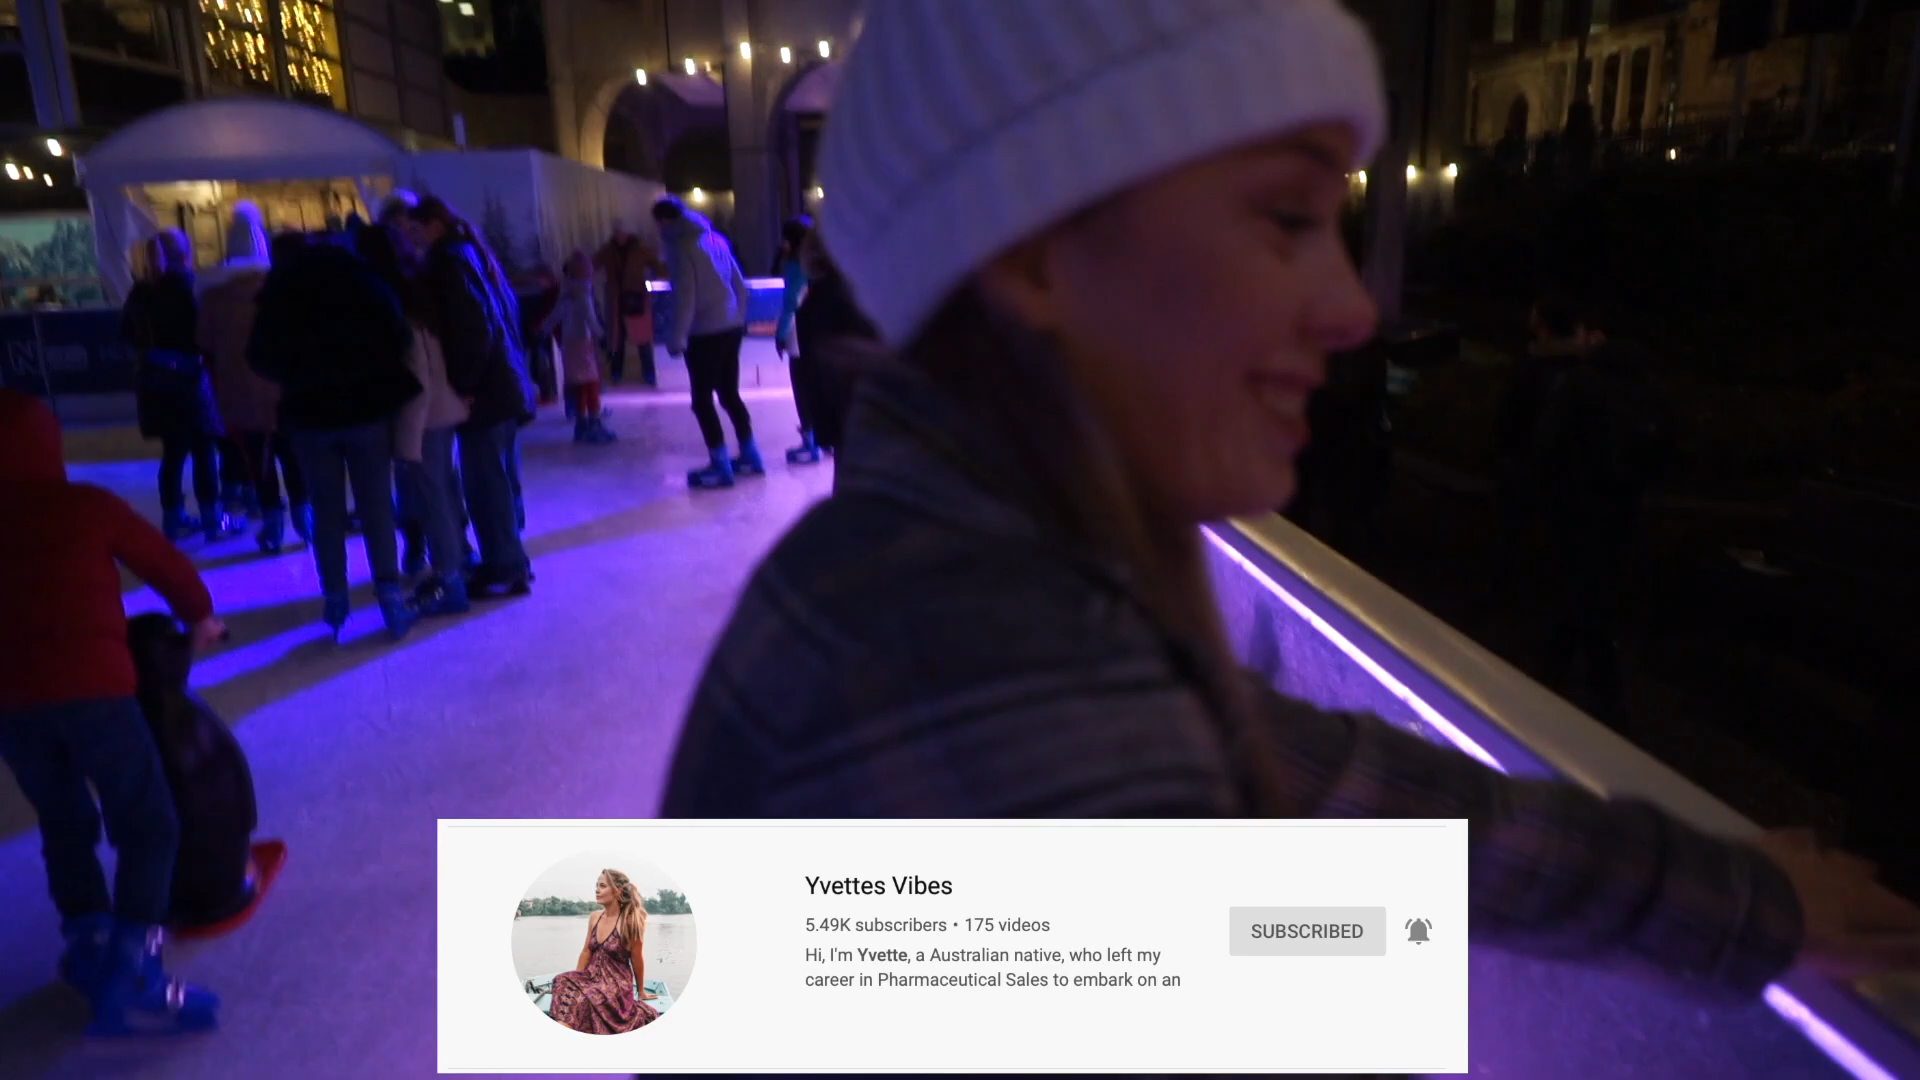 Yvettes Vibes
5.49K subscribers • 175 videos
Hi, I'm Yvette, a Australian native, who left my
career in Pharmaceutical Sales to embark on an
SUBSCRIBED